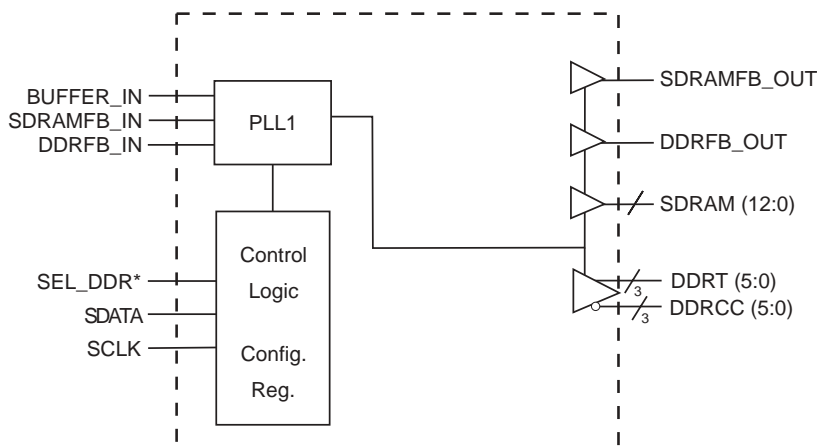 BUFFER_IN
SDRAMFB_IN
DDRFB_IN
PLL1
SEL_DDR*
SDATA
SCLK
Control
Logic
Config.
Reg.
SDRAMFB_OUT
DDRFB_OUT
SDRAM (12:0)
DDRT (5:0)
3
DDRCC (5:0)
3